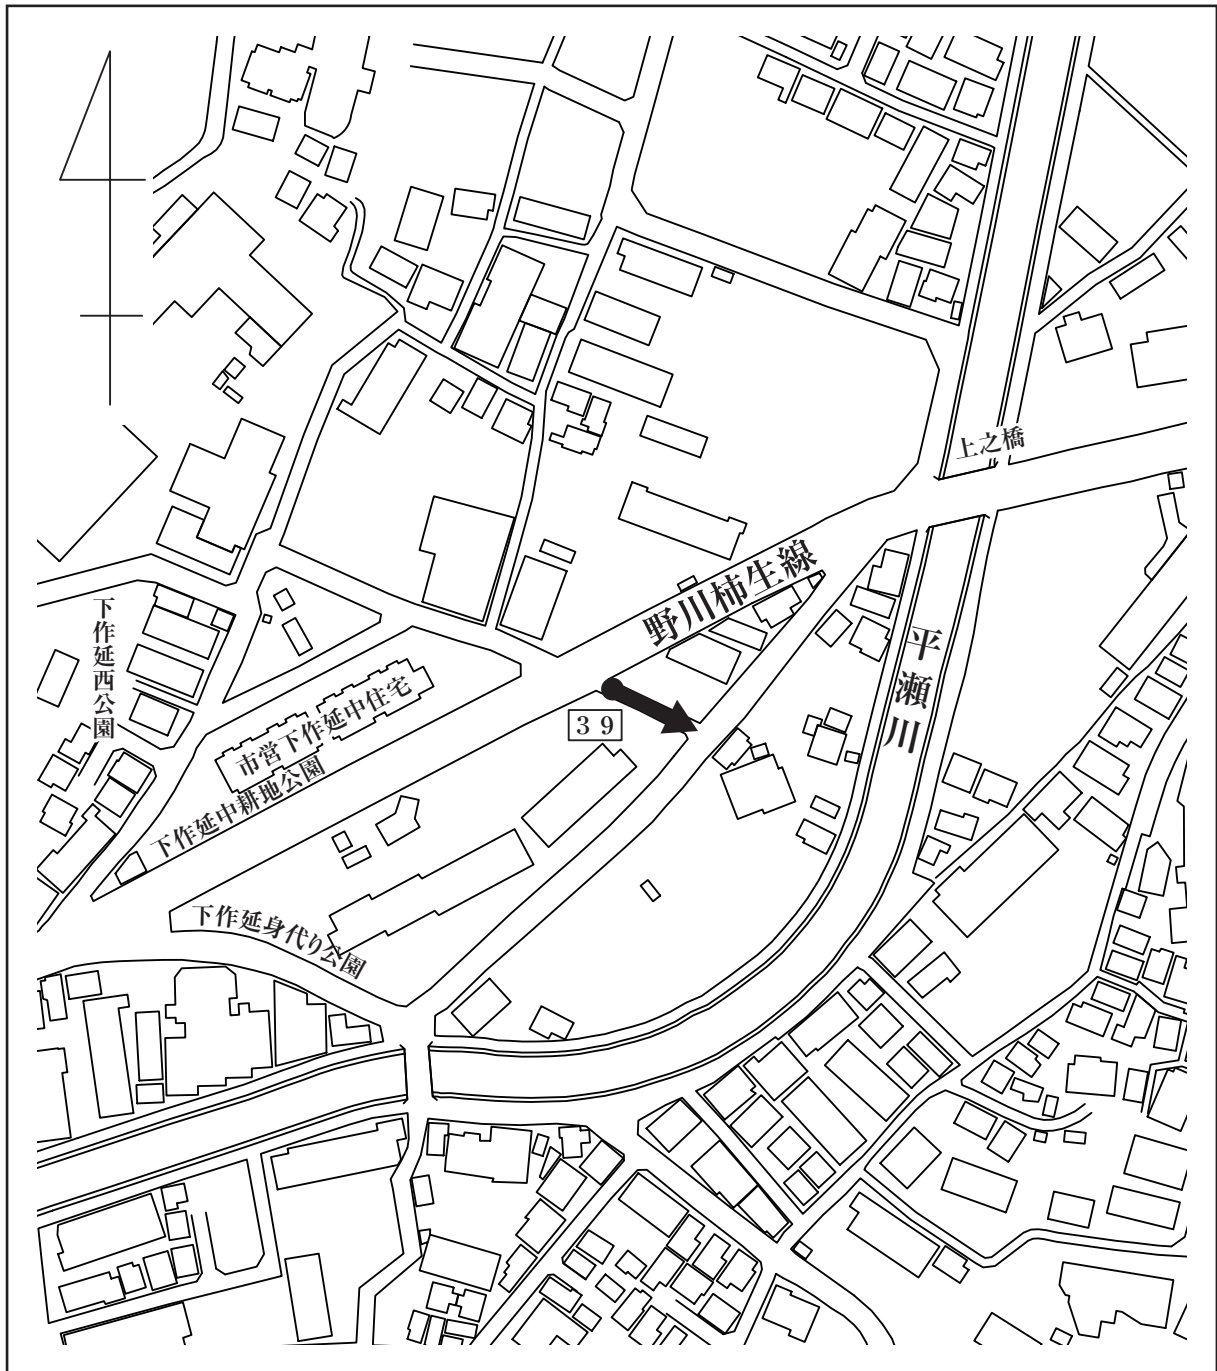 上之橋
野川柿生線
平瀬川
下作延西公園
39
市営下作延中住宅
下作延中耕地公園
下作延身代り公園